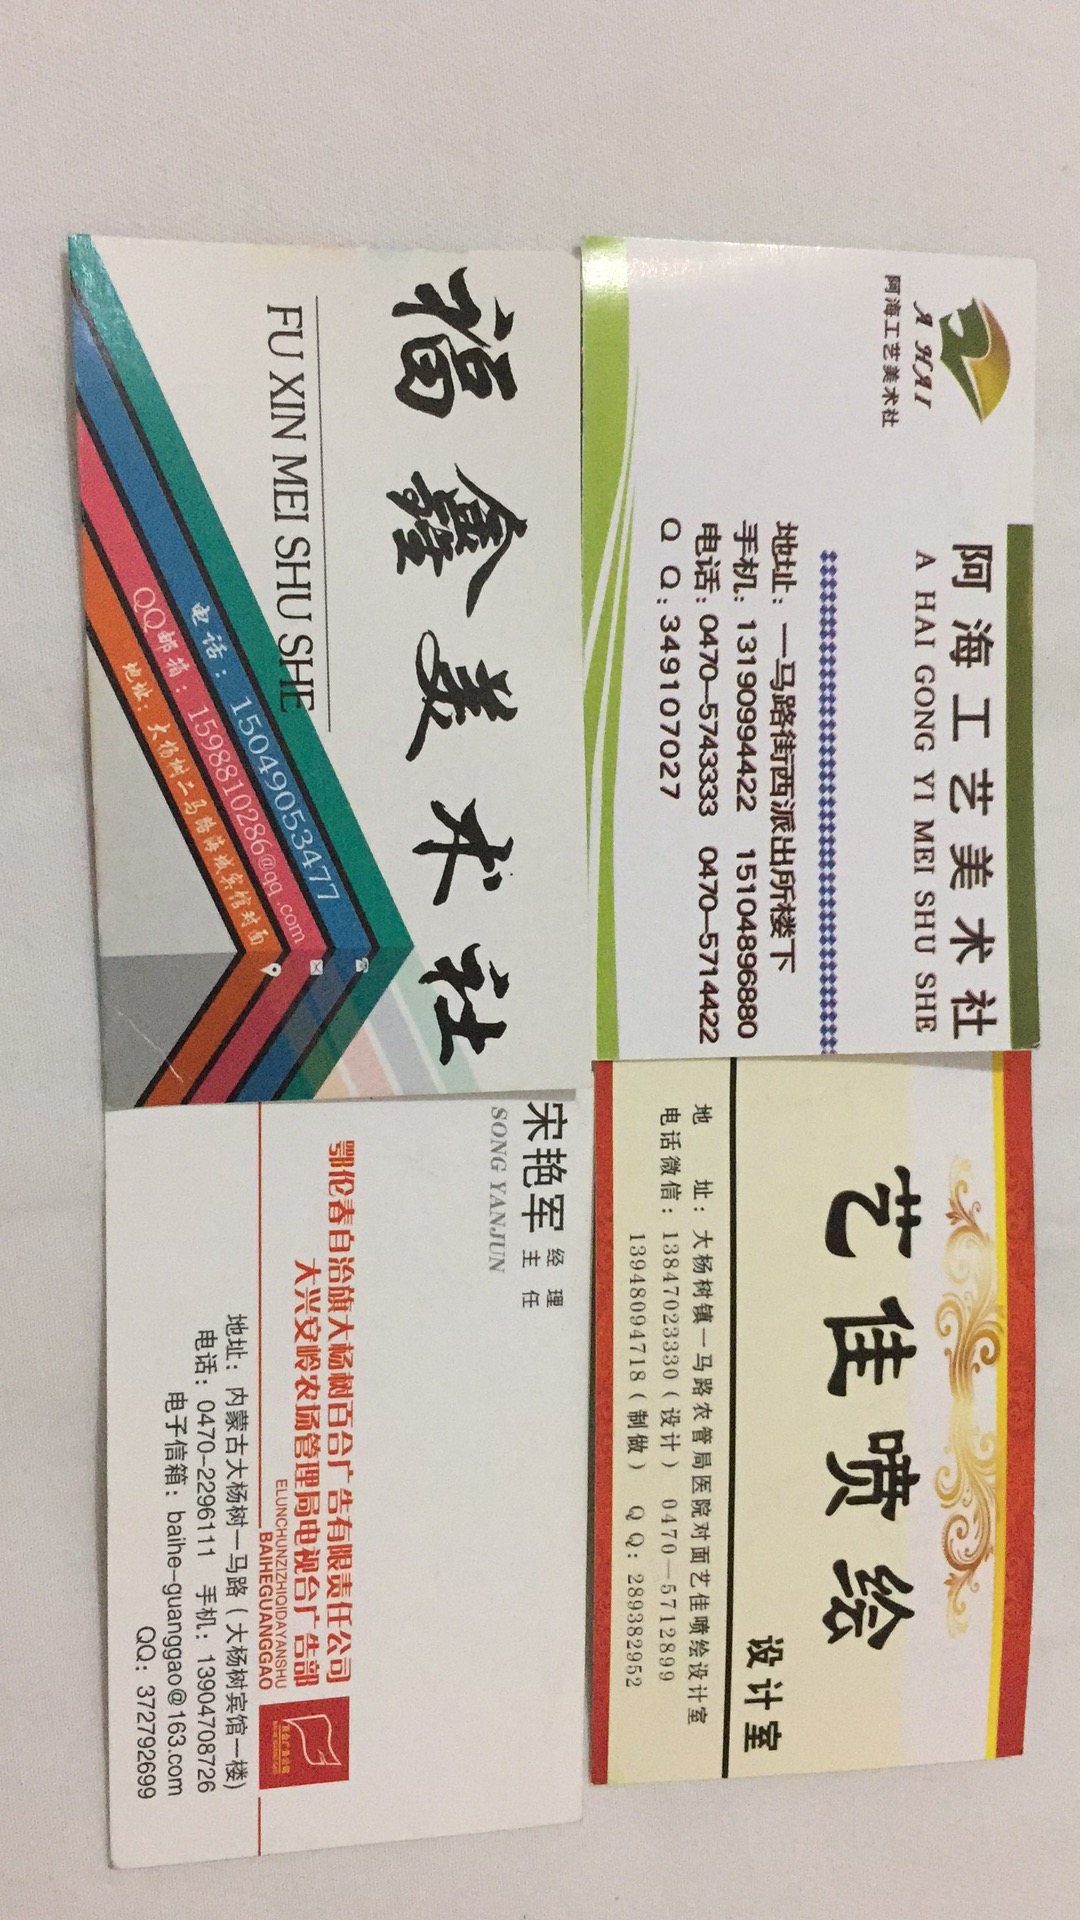 A HAI
阿海工艺美术社
阿海工艺美术社
A HAI GONG YI MEI SHU SHE
地址：一马路街西派出所楼下
手机：13190994422 15104896880
电话：0470—5743333 0470—5714422
Q Q：349107027
艺佳喷绘
设计室
地 址：大杨树镇一马路农管局医院对面艺佳喷绘设计室
电话微信：13847023330（设计） 0470—5712899
13948094718（制做） Q Q：289382952
福鑫美术社
FU XIN MEI SHU SHE
电话：15049053477
QQ邮箱：1598810286@qq.com
地址：大杨树二马路海城宾馆对面
宋艳军 经理
主任
SONG YANJUN
鄂伦春自治旗大杨树百合广告有限责任公司
大兴安岭农场管理局电视台广告部
ELUNCHUNZIZHIQIDAYANSHU
BAIHEGUANGGAO
地址：内蒙古大杨树一马路（大杨树宾馆一楼）
电话：0470-2296111 手机：13904708726
电子信箱：baihe-guanggao@163.com
QQ：372792699